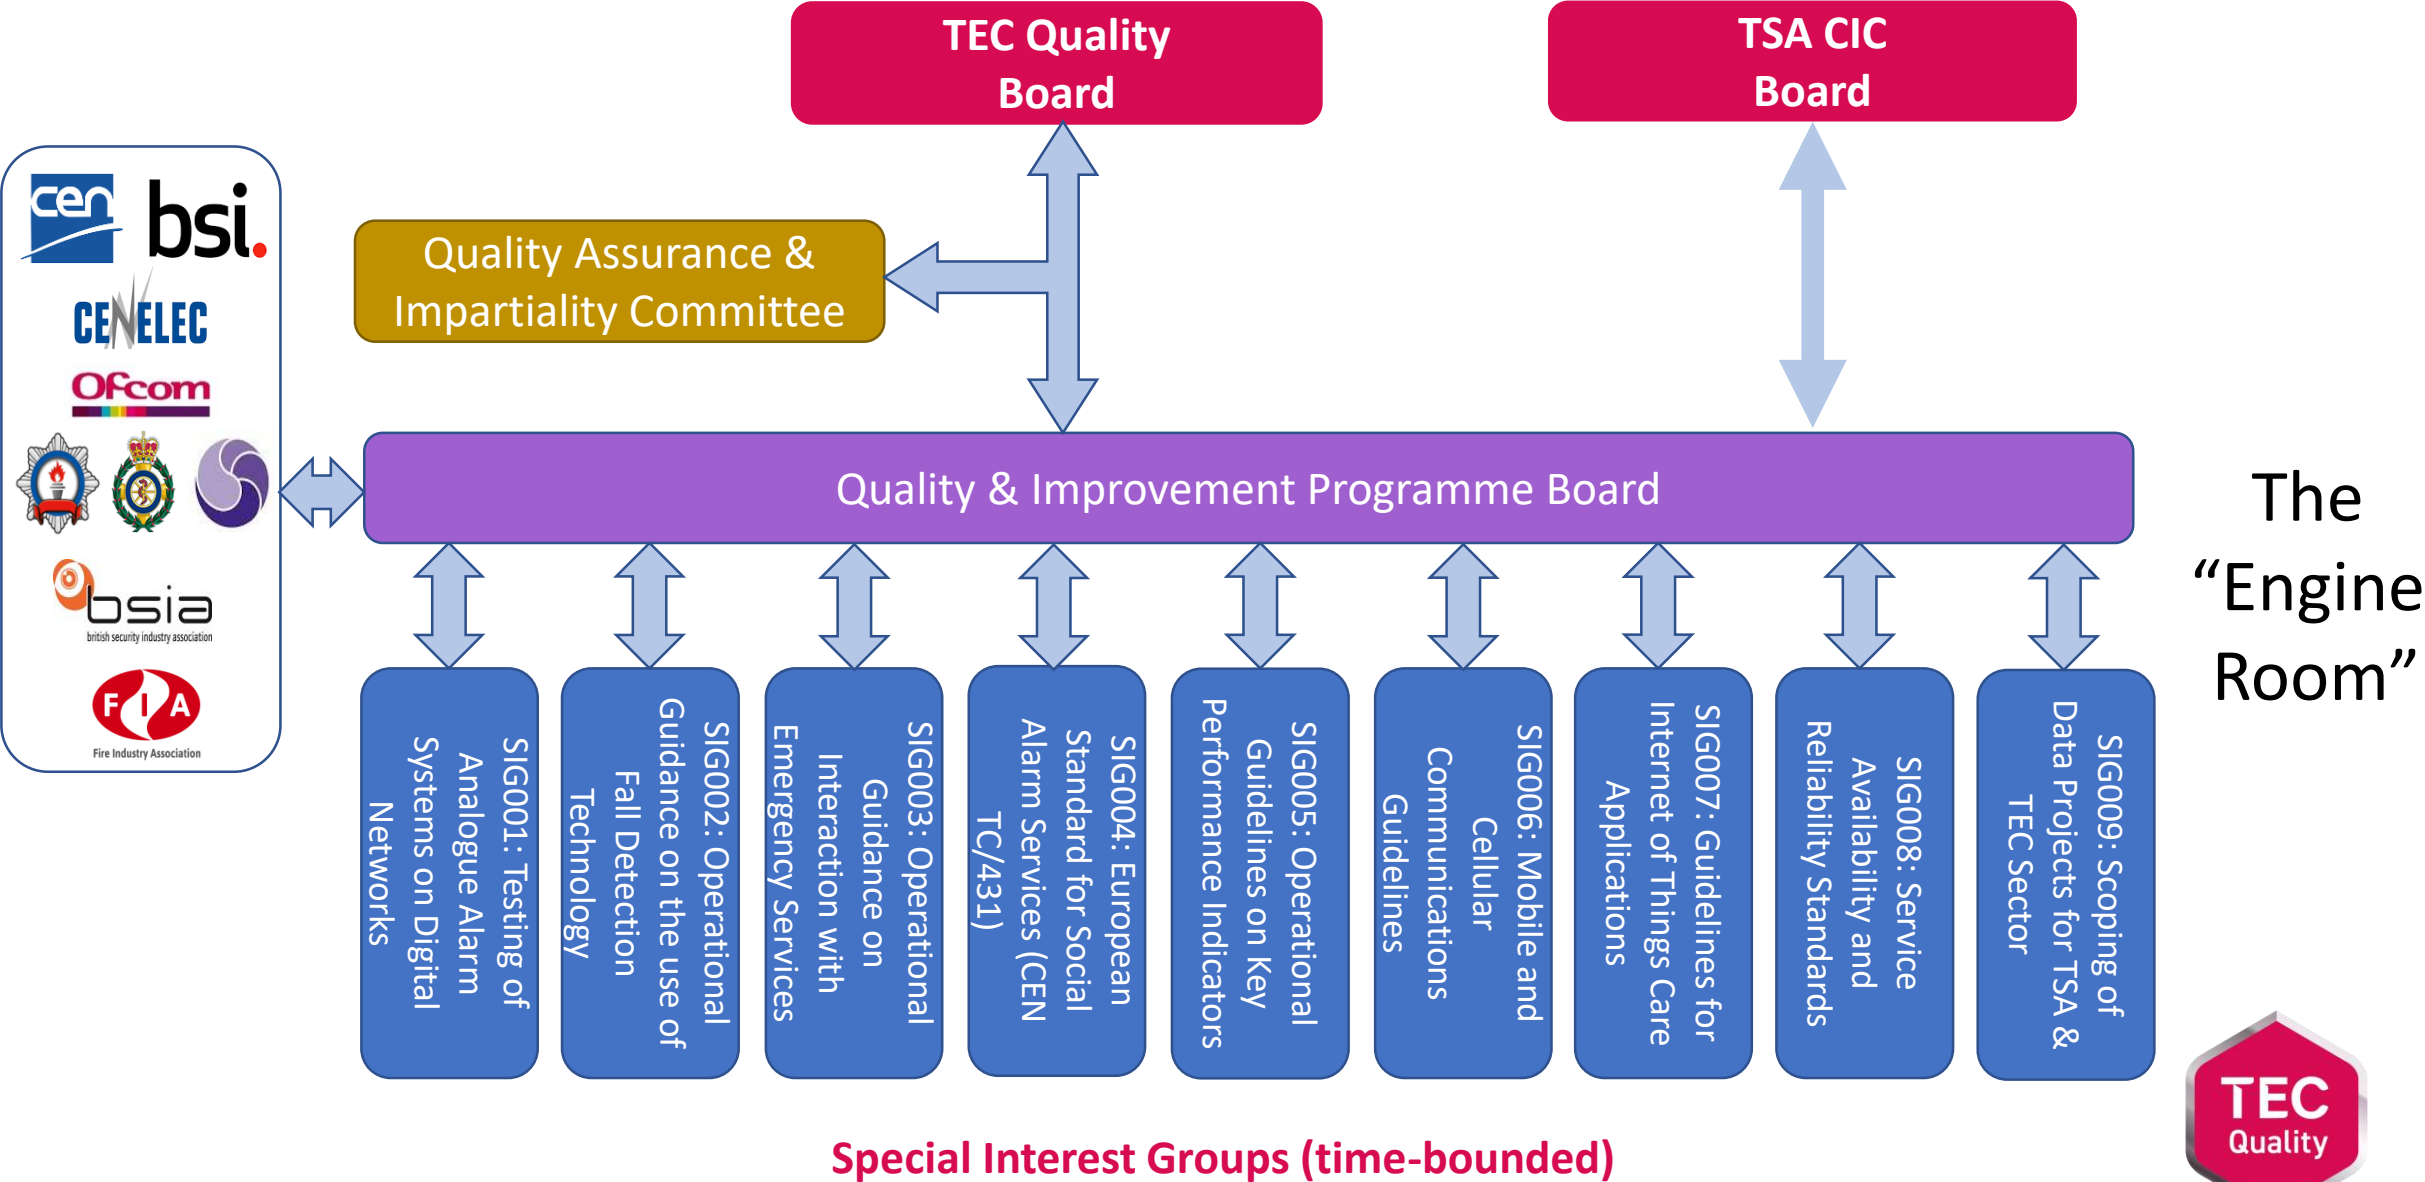 TEC Quality
Board
TSA CIC
Board
cen
bsi.
CENELEC
Ofcom
bsia
british security industry association
FIA
Fire Industry Association
Quality Assurance &
Impartiality Committee
Quality & Improvement Programme Board
The
“Engine
Room”
SIG001: Testing of
Analogue Alarm
Systems on Digital
Networks
SIG002: Operational
Guidance on the use of
Fall Detection
Technology
SIG003: Operational
Guidance on
Interaction with
Emergency Services
SIG004: European
Standard for Social
Alarm Services (CEN
TC/431)
SIG005: Operational
Guidelines on Key
Performance Indicators
SIG006: Mobile and
Cellular
Communications
Guidelines
SIG007: Guidelines for
Internet of Things Care
Applications
SIG008: Service
Availability and
Reliability Standards
SIG009: Scoping of
Data Projects for TSA &
TEC Sector
Special Interest Groups (time-bounded)
TEC
Quality